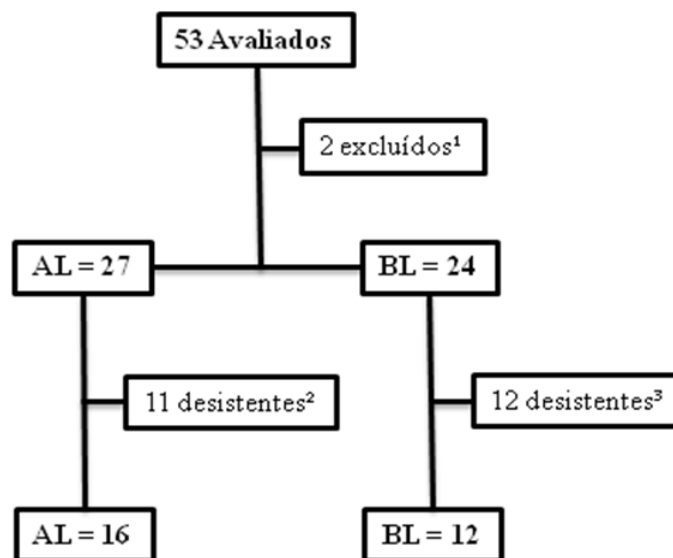 53 Avaliados
2 excluídos¹
AL = 27
BL = 24
11 desistentes²
12 desistentes³
AL = 16
BL = 12